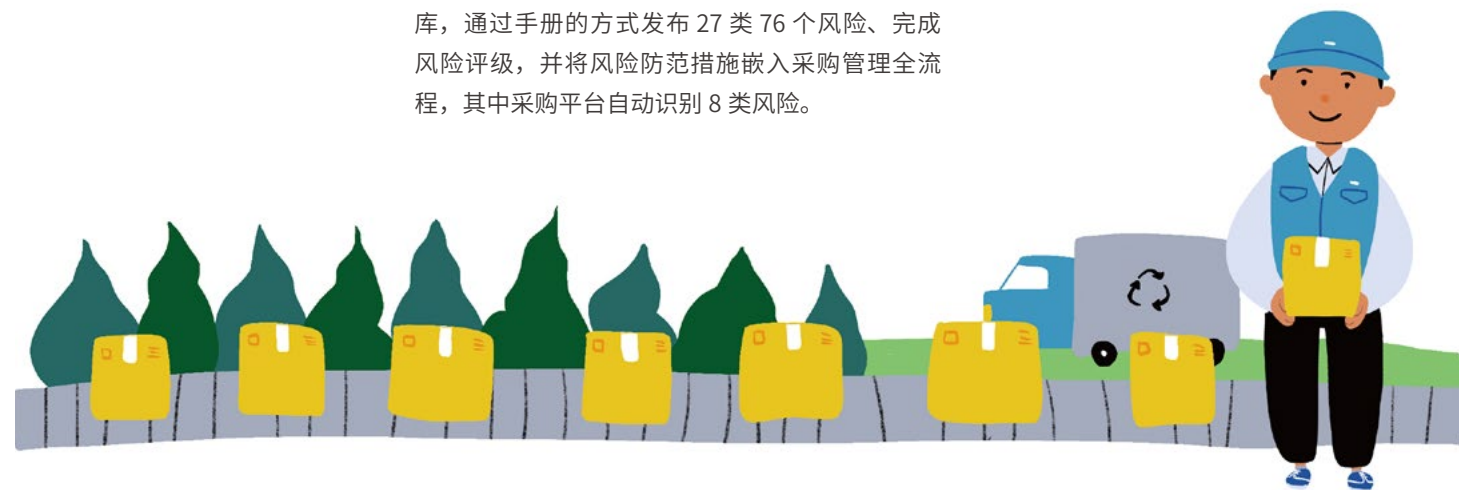 库，通过手册的方式发布 27 类 76 个风险、完成
风险评级，并将风险防范措施嵌入采购管理全流
程，其中采购平台自动识别 8 类风险。